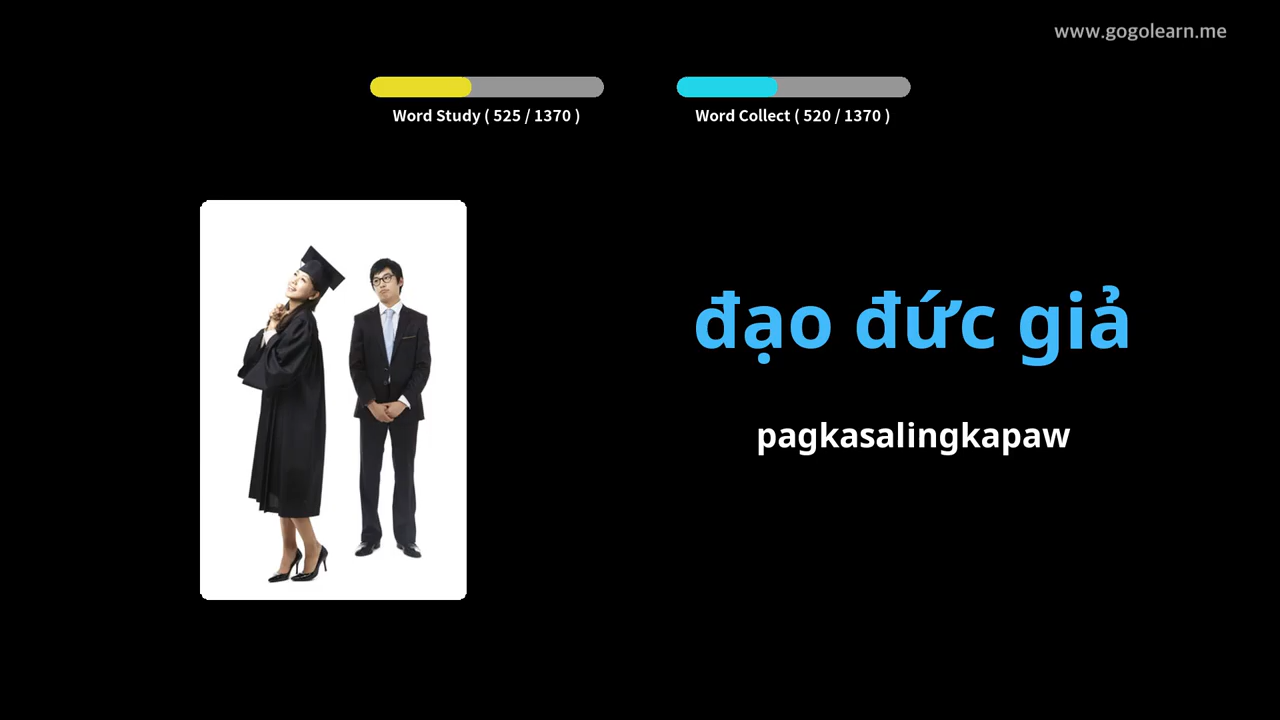 www.gogolearn.me
Word Study ( 525 / 1370 )
Word Collect ( 520 / 1370 )
đạo đức giả
pagkasalingkapaw